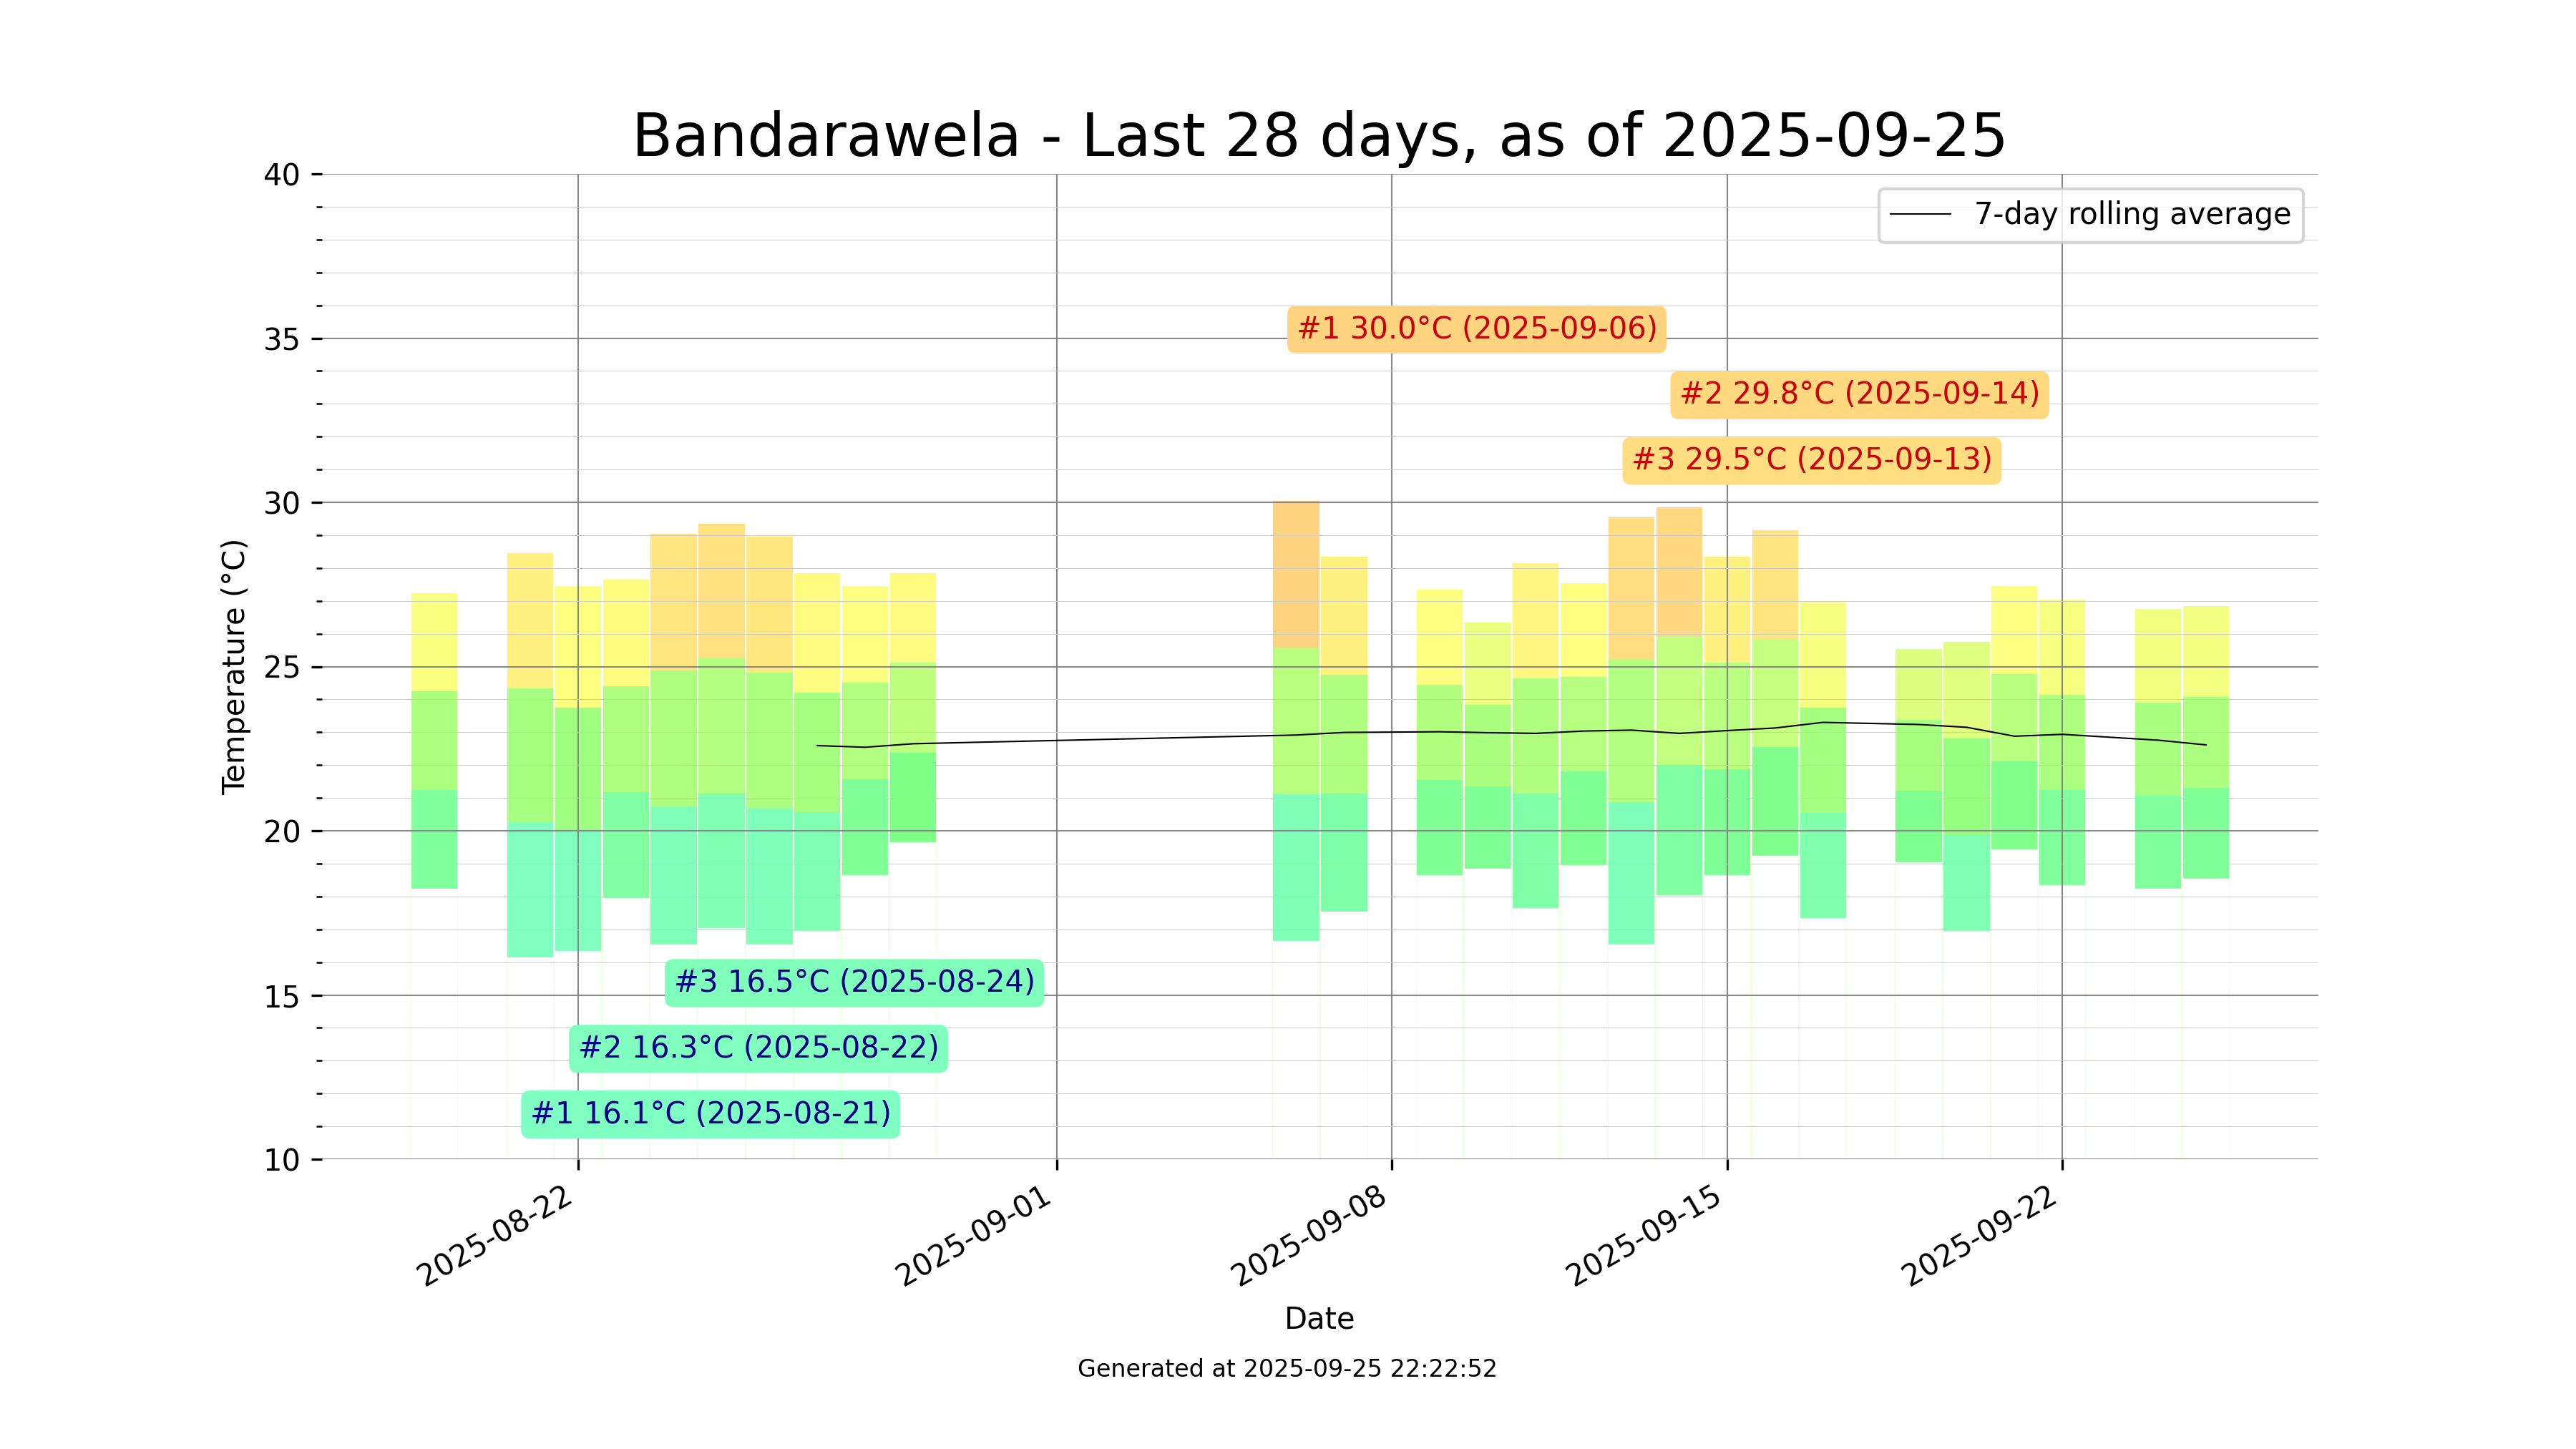 Bandarawela - Last 28 days, as of 2025-09-25
40
35
30
25
20
15
10
Temperature (°C)
7-day rolling average
#1 30.0°C (2025-09-06)
#2 29.8°C (2025-09-14)
#3 29.5°C (2025-09-13)
#3 16.5°C (2025-08-24)
#2 16.3°C (2025-08-22)
#1 16.1°C (2025-08-21)
2025-08-22
2025-09-01
2025-09-08
2025-09-15
2025-09-22
Date
Generated at 2025-09-25 22:22:52